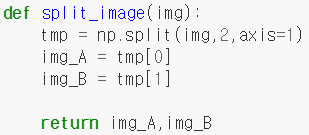 def split_image(img):
    tmp = np.split(img,2,axis=1)
    img_A = tmp[0]
    img_B = tmp[1]

    return img_A,img_B